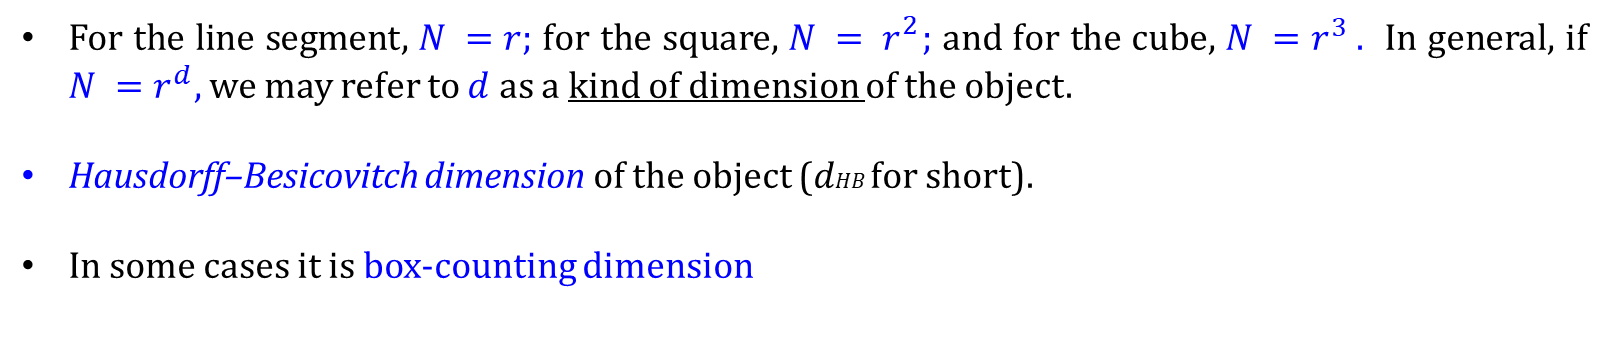 • For the line segment, N = r; for the square, N = r²; and for the cube, N = r³. In general, if
N = rᵈ, we may refer to d as a kind of dimension of the object.
• Hausdorff–Besicovitch dimension of the object (d_HB for short).
• In some cases it is box-counting dimension